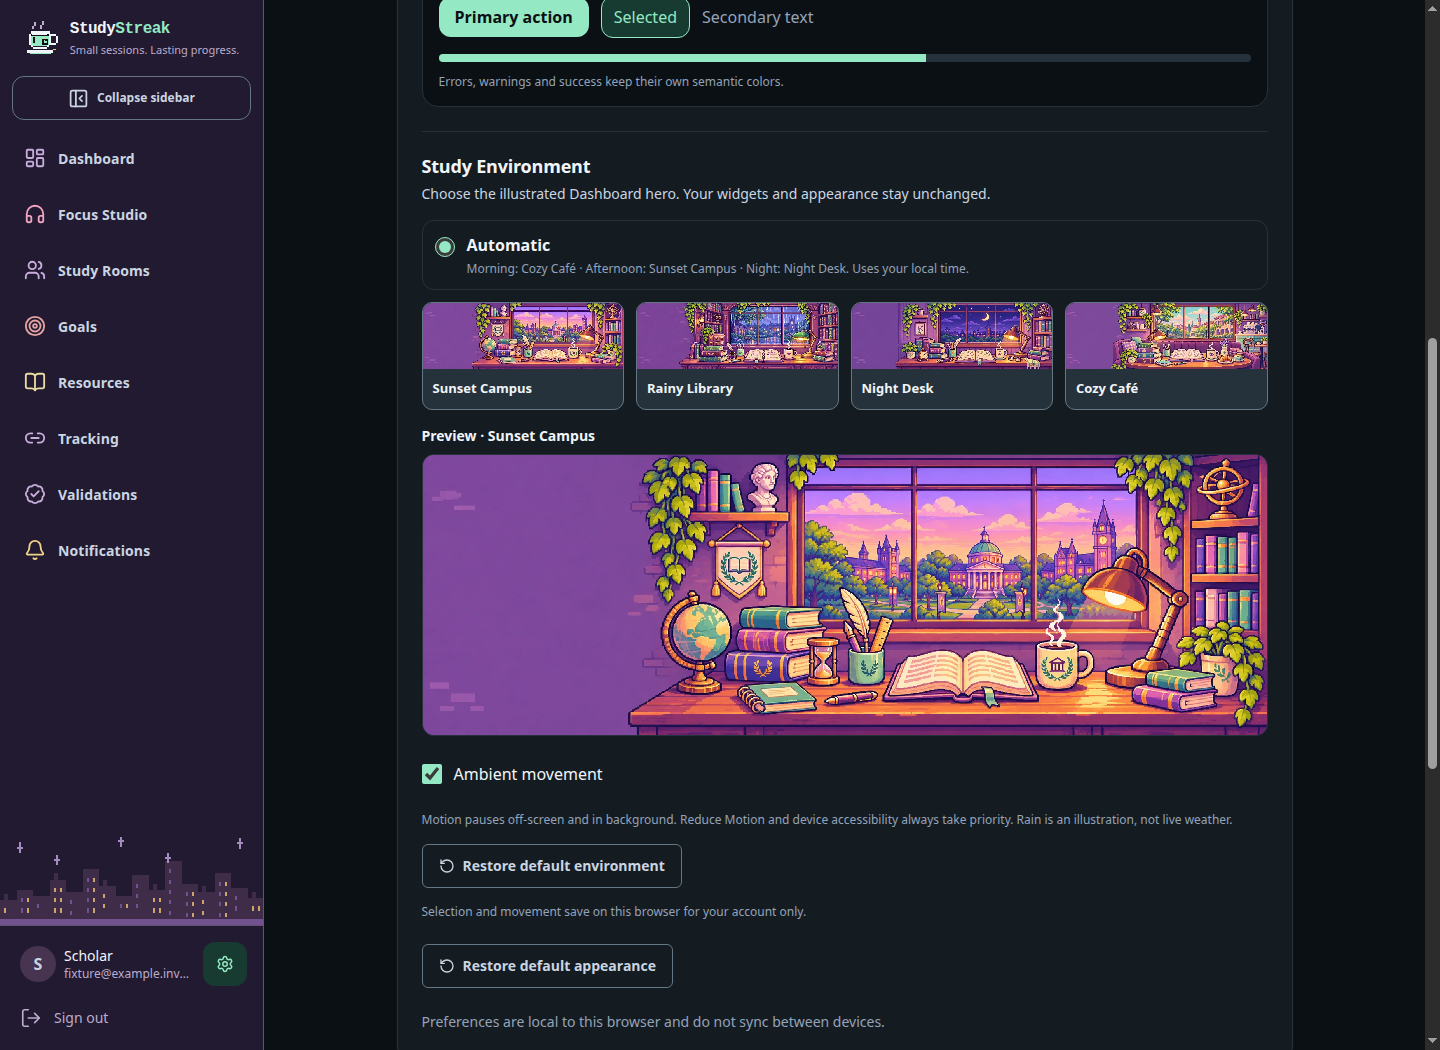 StudyStreak
Small sessions. Lasting progress.
Collapse sidebar
Dashboard
Focus Studio
Study Rooms
Goals
Resources
Tracking
Validations
Notifications
S
Scholar
fixture@example.inv...
Sign out
Primary action
Selected
Secondary text
Errors, warnings and success keep their own semantic colors.
Study Environment
Choose the illustrated Dashboard hero. Your widgets and appearance stay unchanged.
Automatic
Morning: Cozy Café · Afternoon: Sunset Campus · Night: Night Desk. Uses your local time.
Sunset Campus
Rainy Library
Night Desk
Cozy Café
Preview · Sunset Campus
Ambient movement
Motion pauses off-screen and in background. Reduce Motion and device accessibility always take priority. Rain is an illustration, not live weather.
Restore default environment
Selection and movement save on this browser for your account only.
Restore default appearance
Preferences are local to this browser and do not sync between devices.